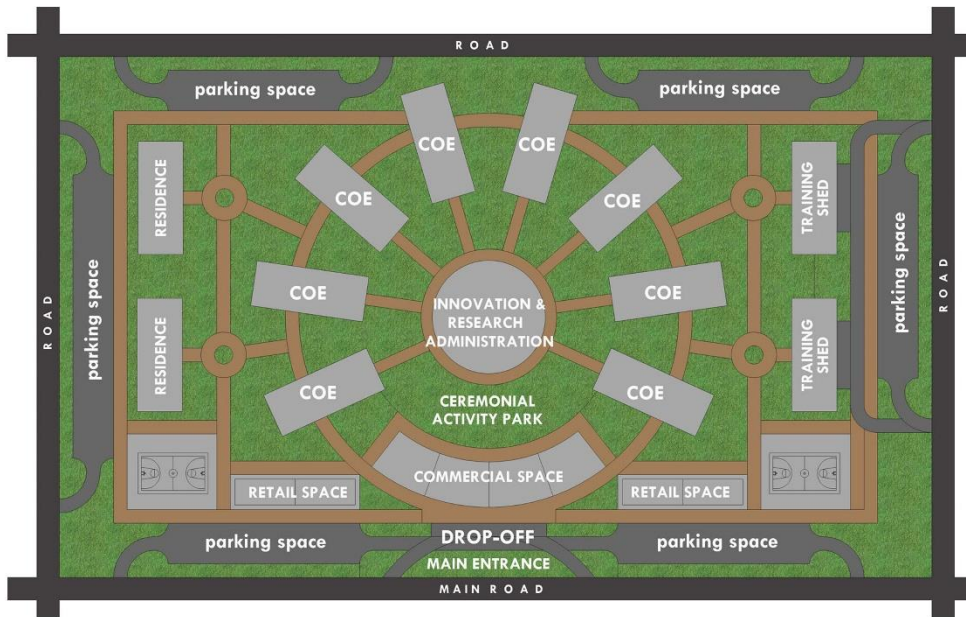 ROAD
parking space
parking space
COE
COE
COE
COE
RESIDENCE
TRAINING
SHED
parking space
parking space
ROAD
ROAD
COE
COE
INNOVATION &
RESEARCH
ADMINISTRATION
RESIDENCE
TRAINING
SHED
COE
COE
CEREMONIAL
ACTIVITY PARK
COMMERCIAL SPACE
RETAIL SPACE
RETAIL SPACE
parking space
DROP-OFF
parking space
MAIN ENTRANCE
MAIN ROAD